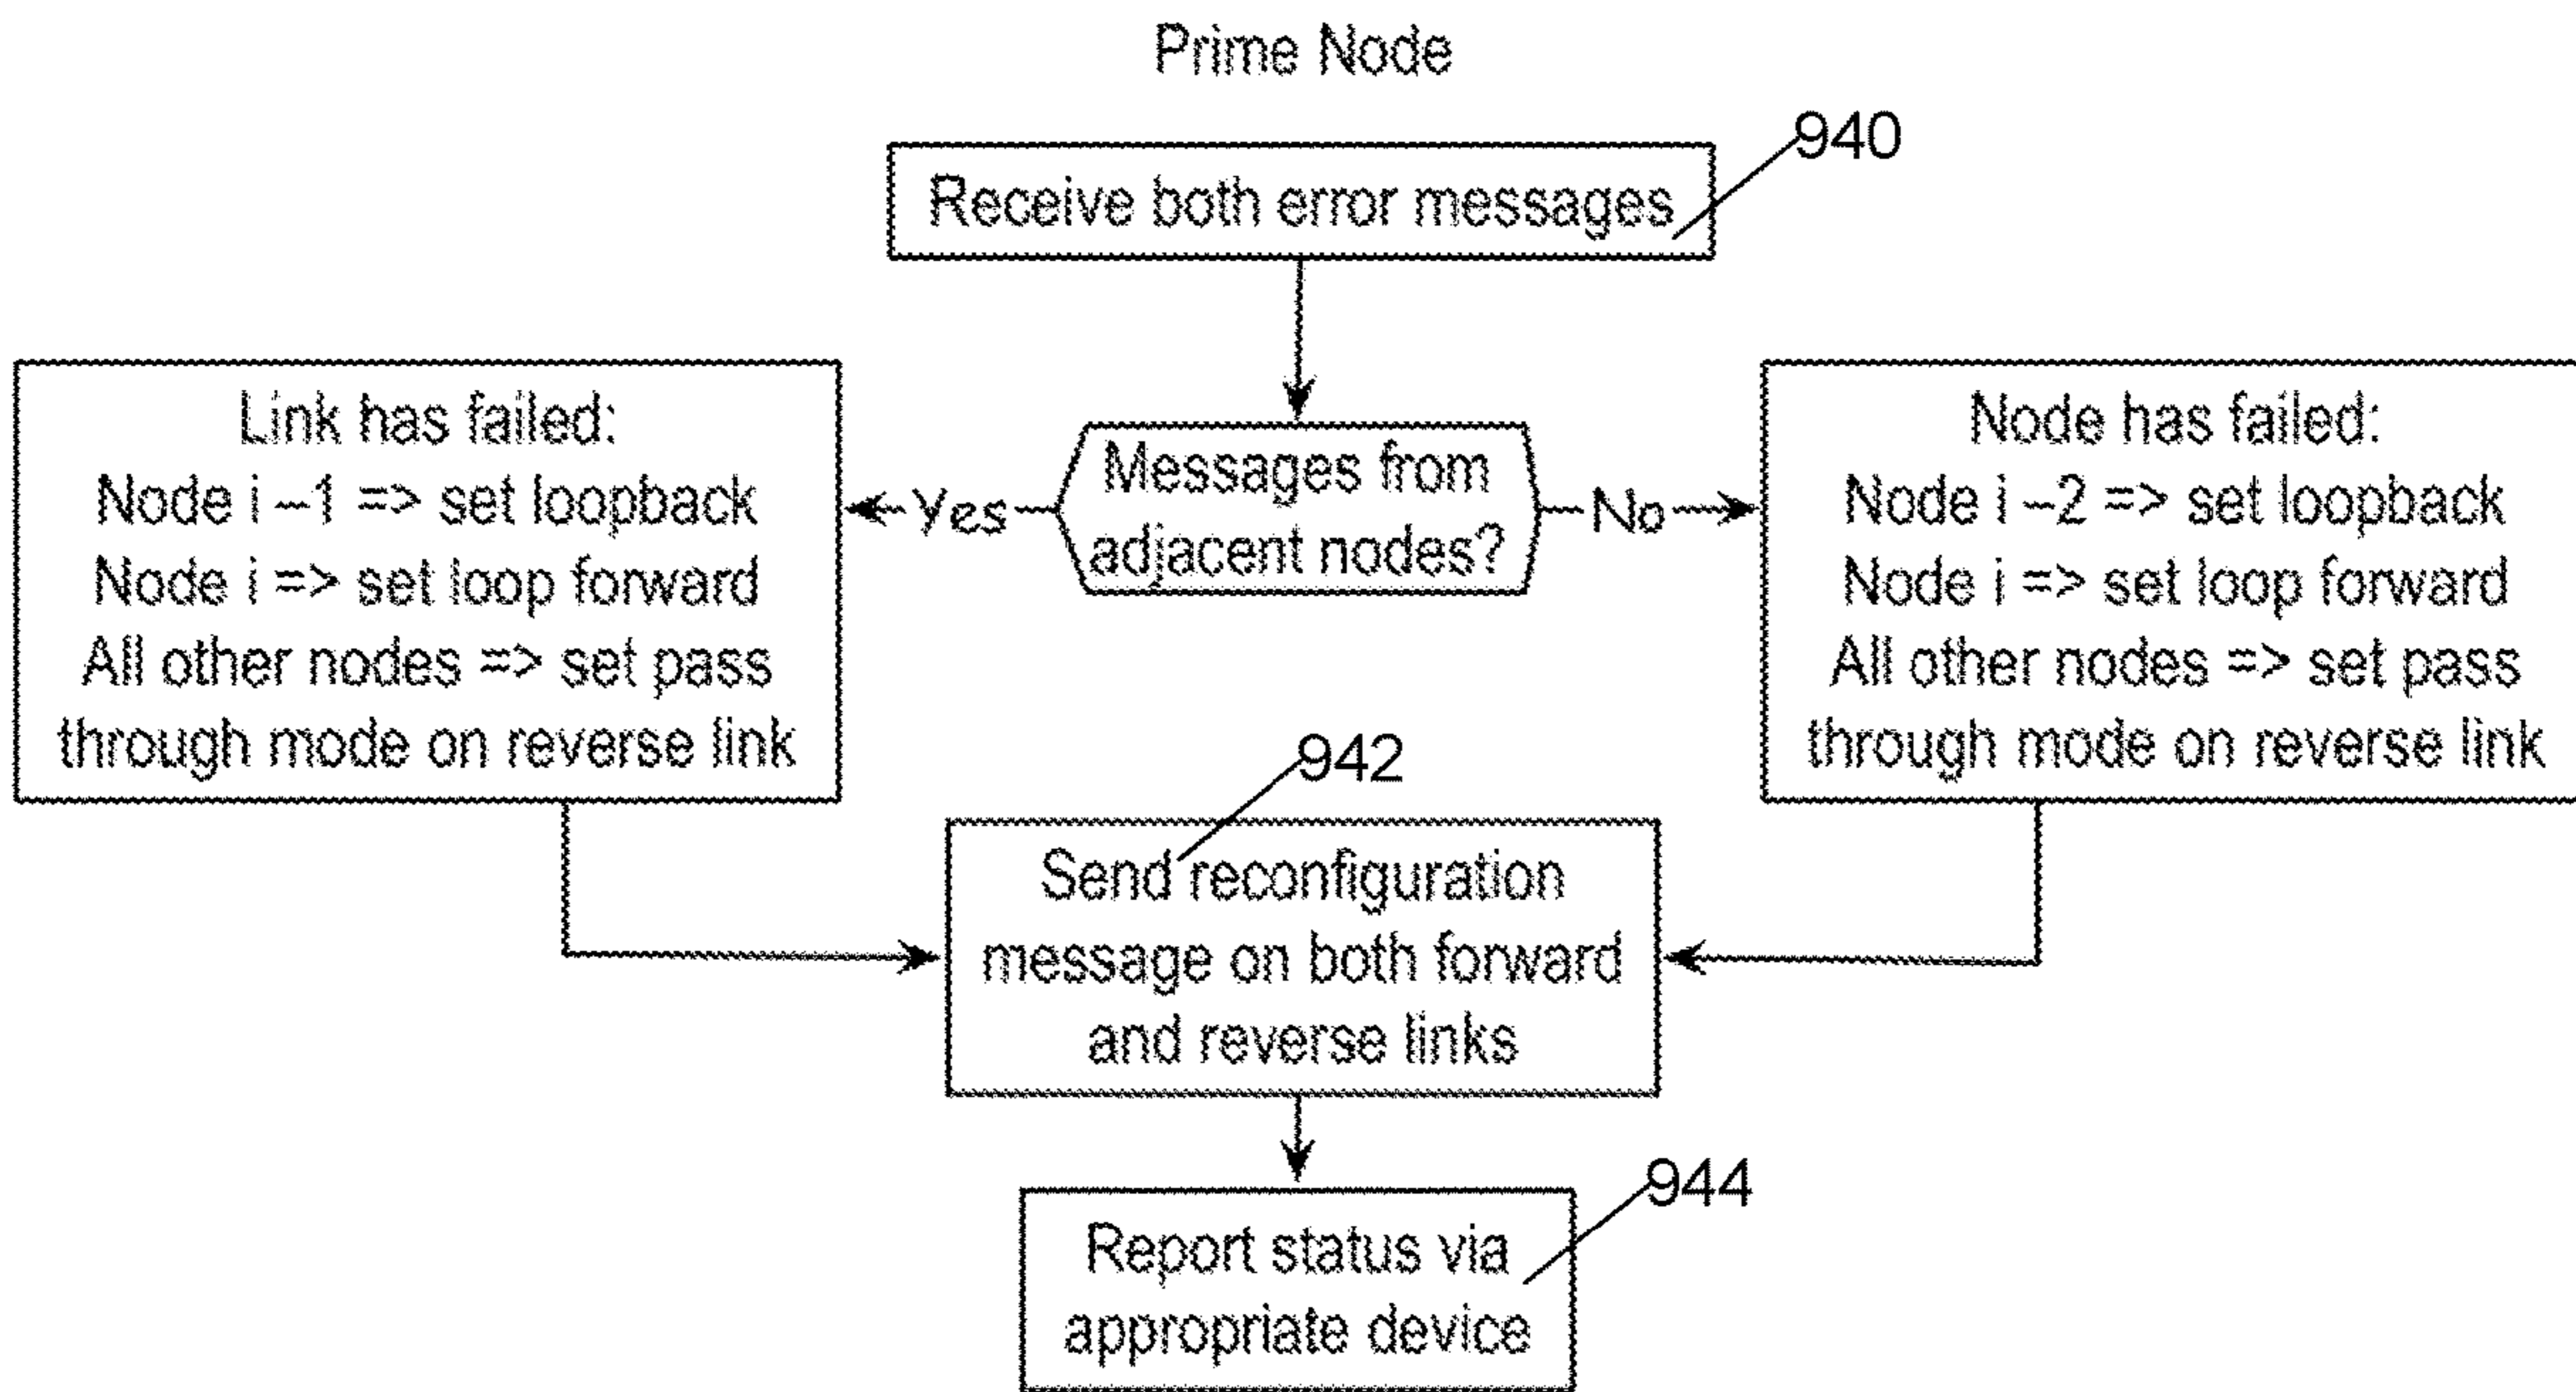 Prime Node
940
Receive both error messages
Link has failed:
Node i –1 => set loopback
Node i => set loop forward
All other nodes => set pass
through mode on reverse link
Yes
Messages from
adjacent nodes?
No
Node has failed:
Node i –2 => set loopback
Node i => set loop forward
All other nodes => set pass
through mode on reverse link
942
Send reconfiguration
message on both forward
and reverse links
944
Report status via
appropriate device